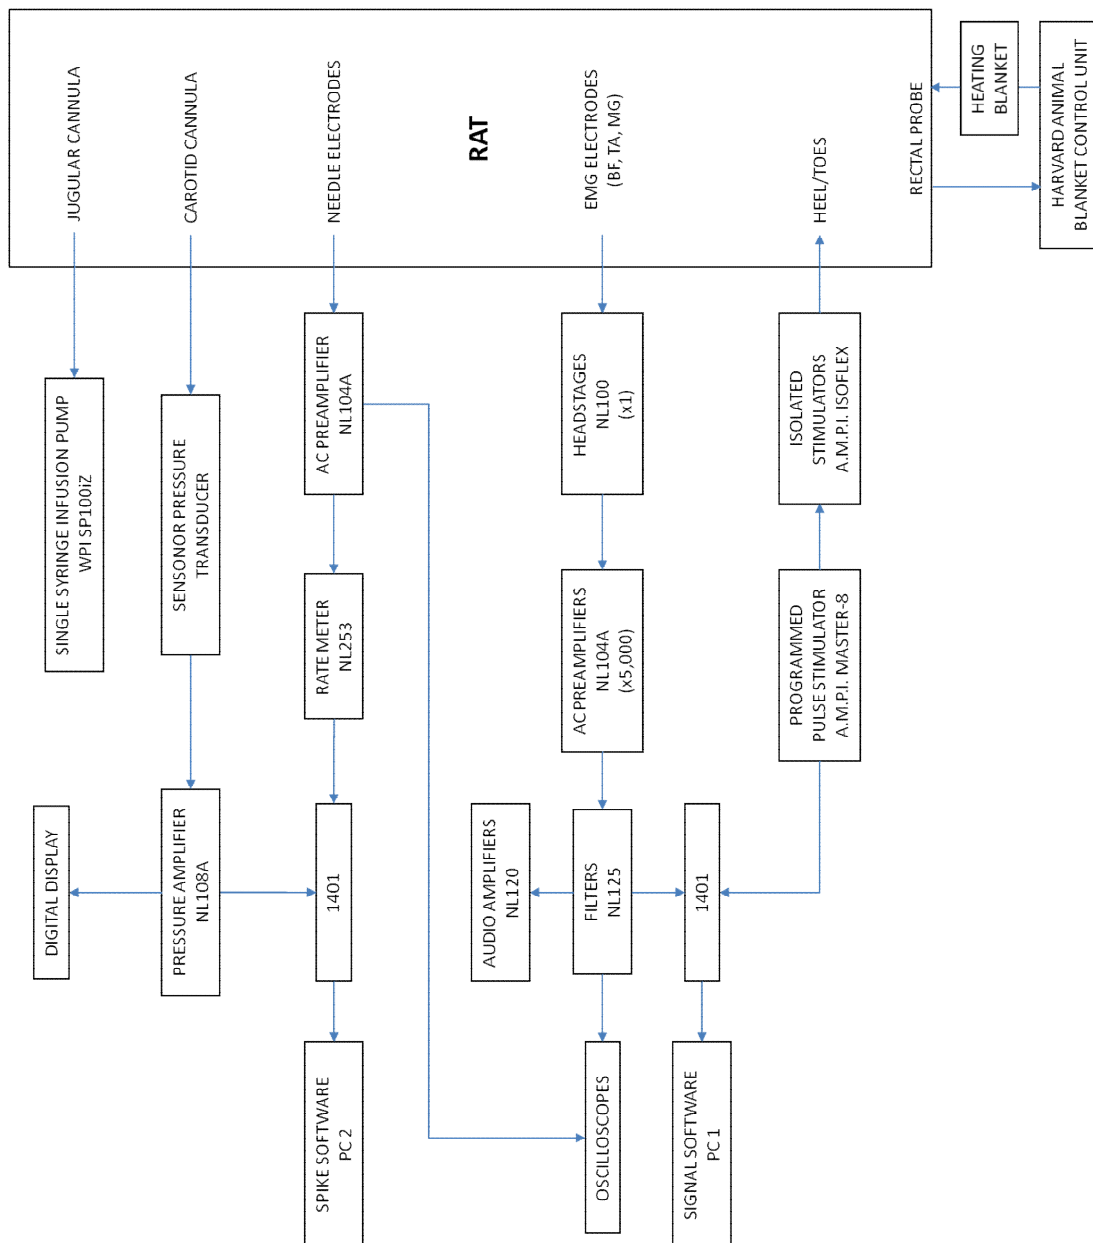 RAT
JUGULAR CANNULA
CAROTID CANNULA
NEEDLE ELECTRODES
EMG ELECTRODES
(BF, TA, MG)
HEEL/TOES
RECTAL PROBE
HEATING
BLANKET
HARVARD ANIMAL
BLANKET CONTROL UNIT
SINGLE SYRINGE INFUSION PUMP
WPI SP100iZ
SENSONOR PRESSURE
TRANSDUCER
AC PREAMPLIFIER
NL104A
HEADSTAGES
NL100
(x1)
ISOLATED
STIMULATORS
A.M.P.I. ISOFLEX
RATE METER
NL253
AC PREAMPLIFIERS
NL104A
(x5,000)
PROGRAMMED
PULSE STIMULATOR
A.M.P.I. MASTER-8
DIGITAL DISPLAY
PRESSURE AMPLIFIER
NL108A
1401
AUDIO AMPLIFIERS
NL120
FILTERS
NL125
1401
SPIKE SOFTWARE
PC 2
OSCILLOSCOPES
SIGNAL SOFTWARE
PC 1